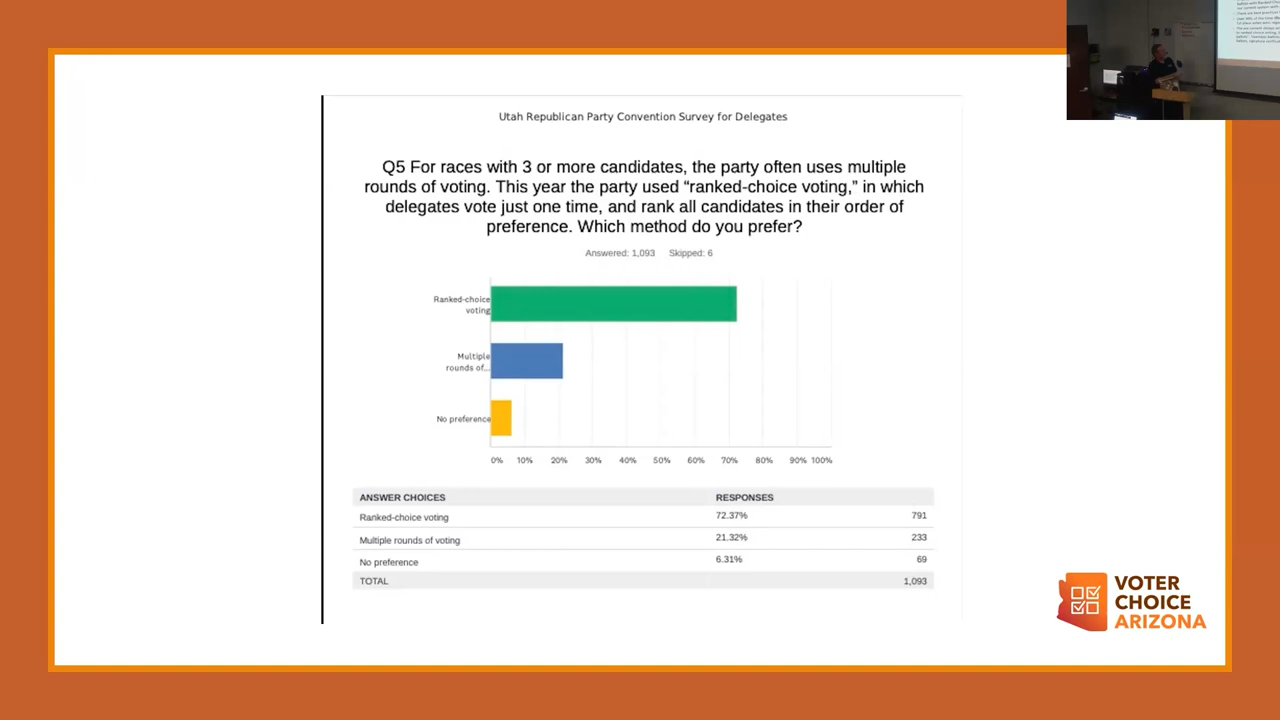 Utah Republican Party Convention Survey for Delegates
Q5 For races with 3 or more candidates, the party often uses multiple
rounds of voting. This year the party used “ranked-choice voting,” in which
delegates vote just one time, and rank all candidates in their order of
preference. Which method do you prefer?
Answered: 1,093 Skipped: 6
Ranked-choice
voting
Multiple
rounds of...
No preference
0% 10% 20% 30% 40% 50% 60% 70% 80% 90% 100%
ANSWER CHOICES RESPONSES
Ranked-choice voting 72.37% 791
Multiple rounds of voting 21.32% 233
No preference 6.31% 69
TOTAL 1,093
VOTER
CHOICE
ARIZONA